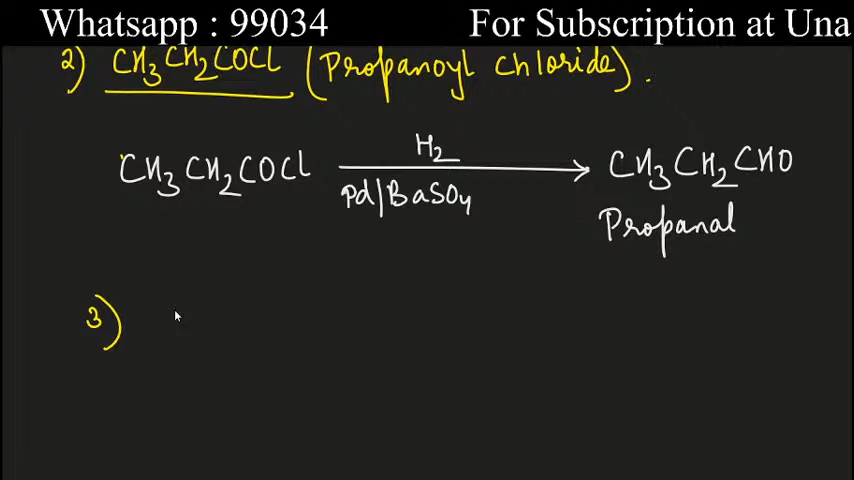 Whatsapp : 99034 For Subscription at Una
2) CH3CH2COCl (Propanoyl chloride).
CH3CH2COCl H2 Pd/BaSO4 CH3CH2CHO
Propanal
3)